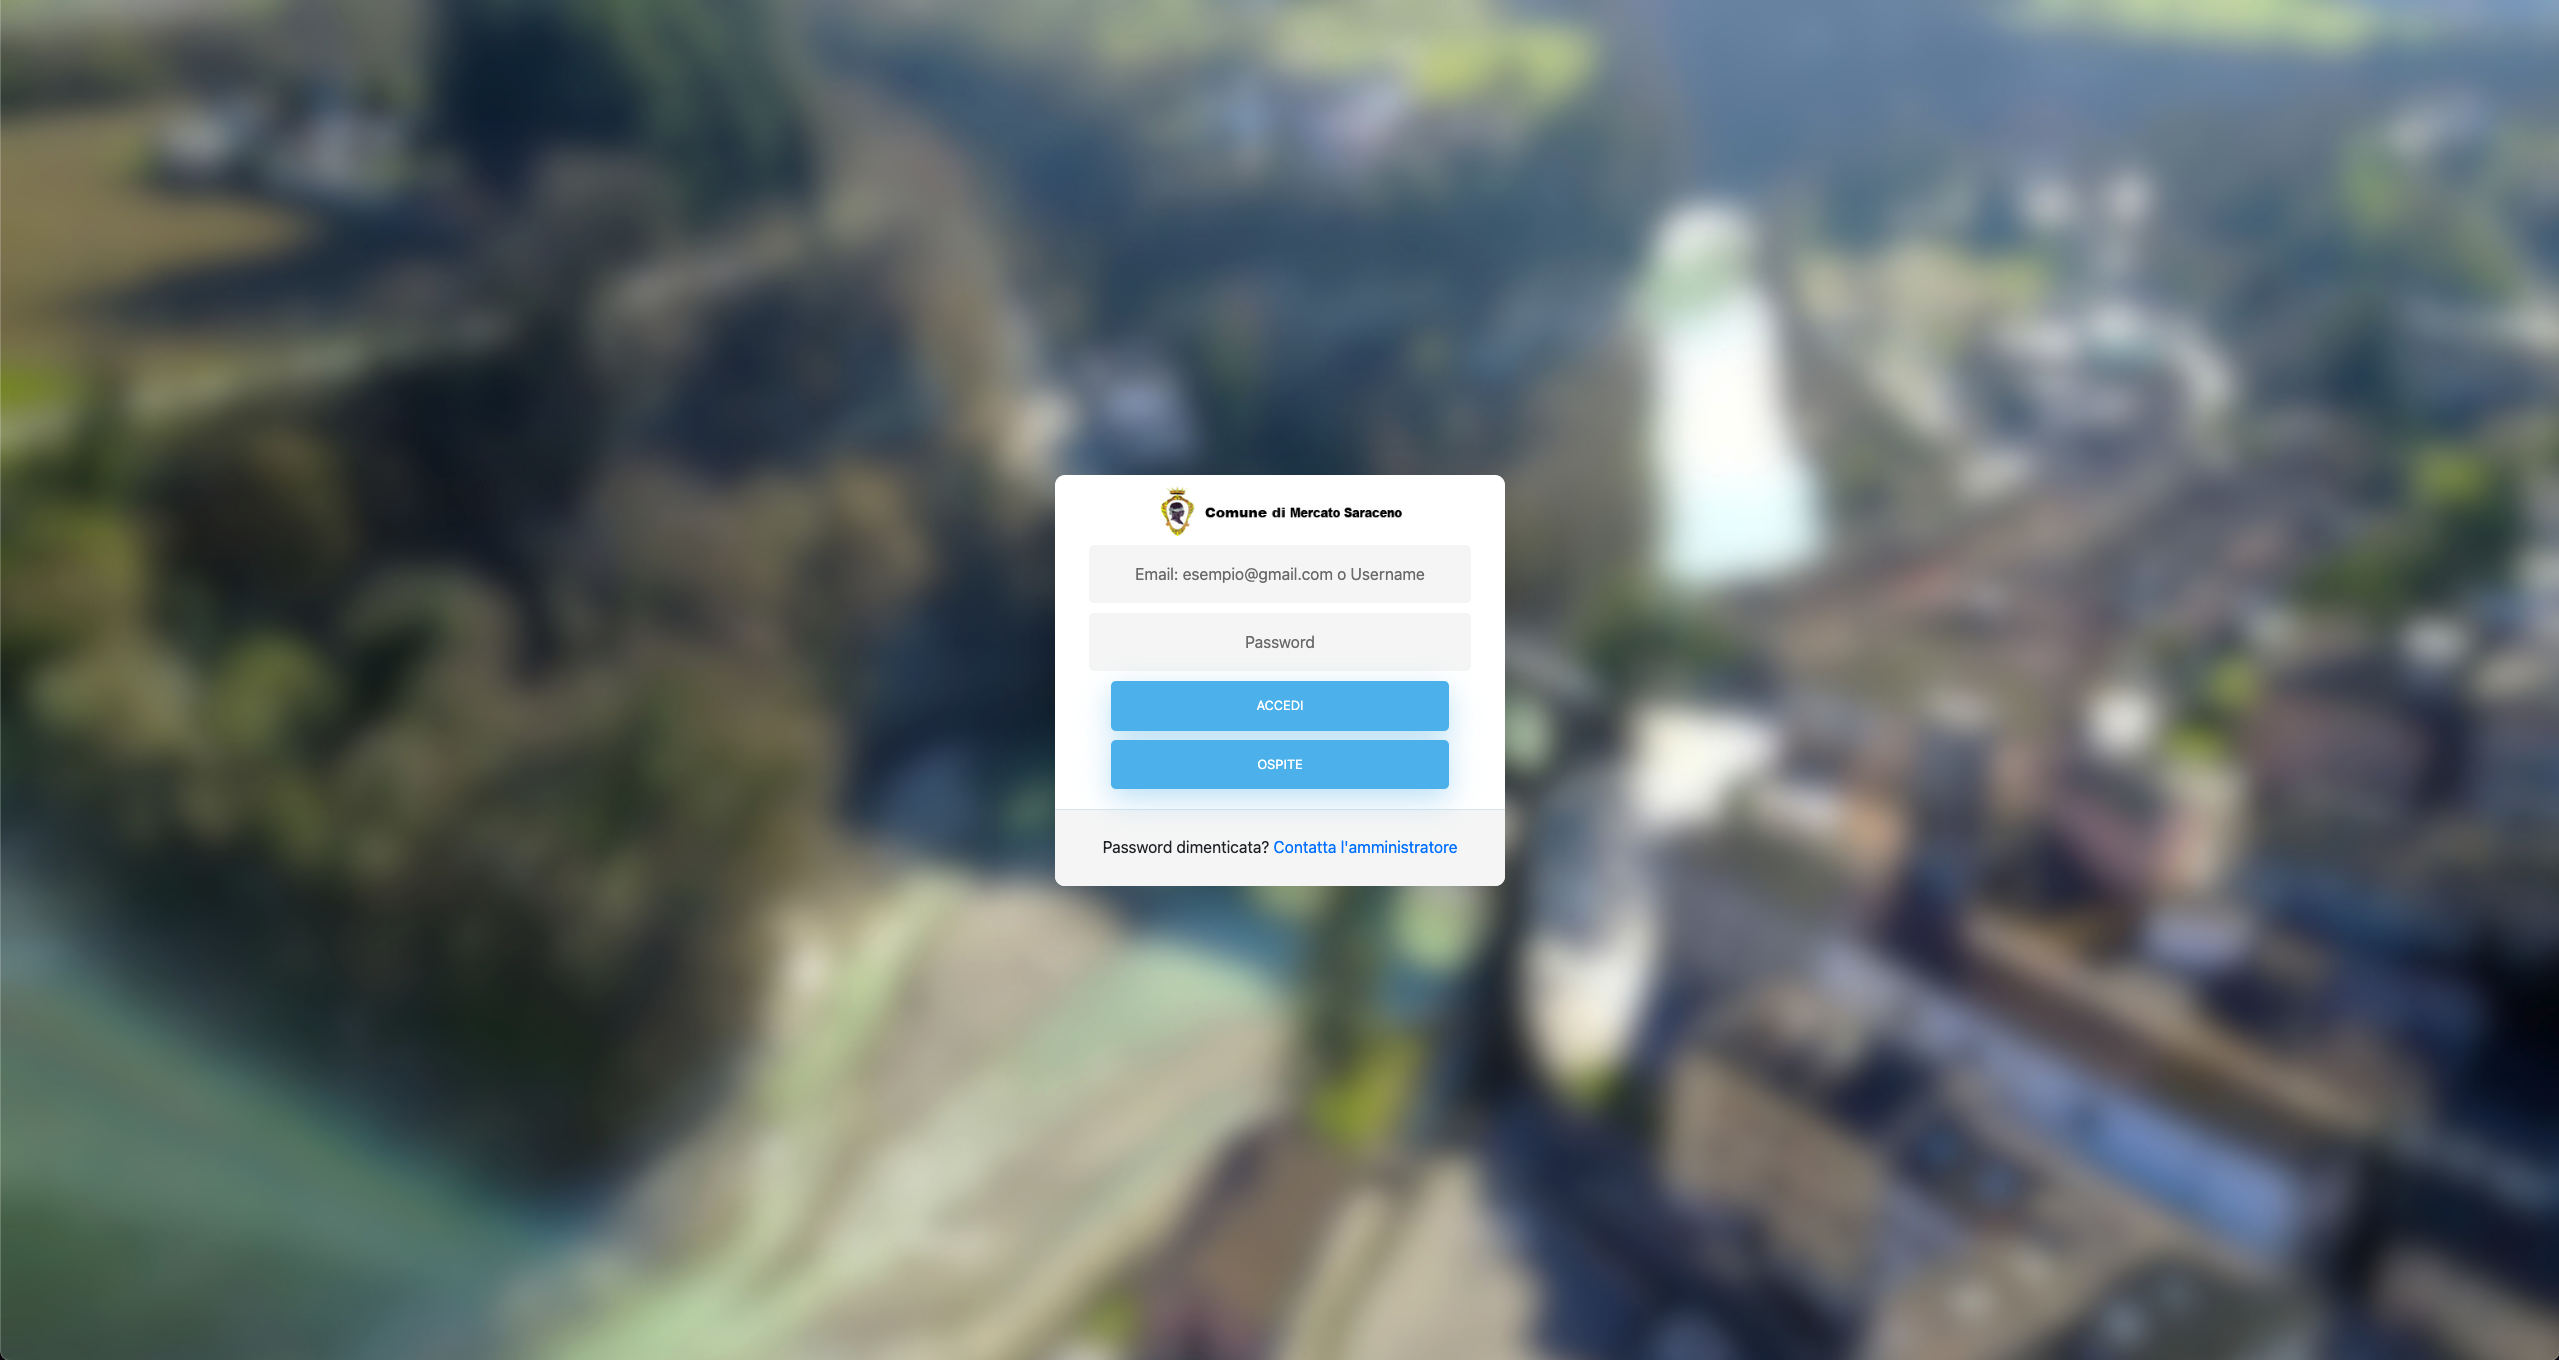 Comune di Mercato Saraceno
Email: esempio@gmail.com o Username
Password
ACCEDI
OSPITE
Password dimenticata? Contatta l'amministratore